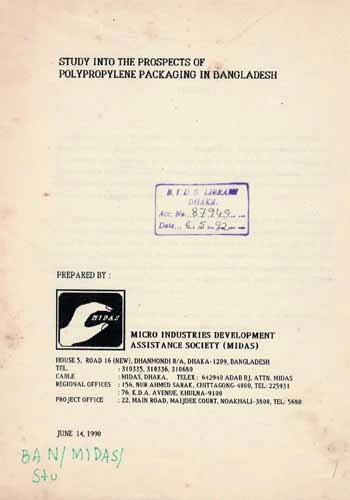 STUDY INTO THE PROSPECTS OF
POLYPROPYLENE PACKAGING IN BANGLADESH
B. I. D. S. LIBRARY
DHAKA.
Acc. No. 87949
Date... 6.5.92
PREPARED BY :
MIDAS
MICRO INDUSTRIES DEVELOPMENT
ASSISTANCE SOCIETY (MIDAS)
HOUSE 5, ROAD 16 (NEW), DHANMONDI R/A, DHAKA-1209, BANGLADESH
TEL. : 310335, 310336, 310680
CABLE : MIDAS, DHAKA, TELEX : 642940 ADAB BJ, ATTN. MIDAS
REGIONAL OFFICES : 156, NUR AHMED SARAK, CHITTAGONG-4000, TEL: 225931
: 76, K.D.A. AVENUE, KHULNA-9100
PROJECT OFFICE : 22, MAIN ROAD, MAIJDEE COURT, NOAKHALI-3800, TEL: 5680
JUNE 14, 1990
BAN/MIDAS/
Stu